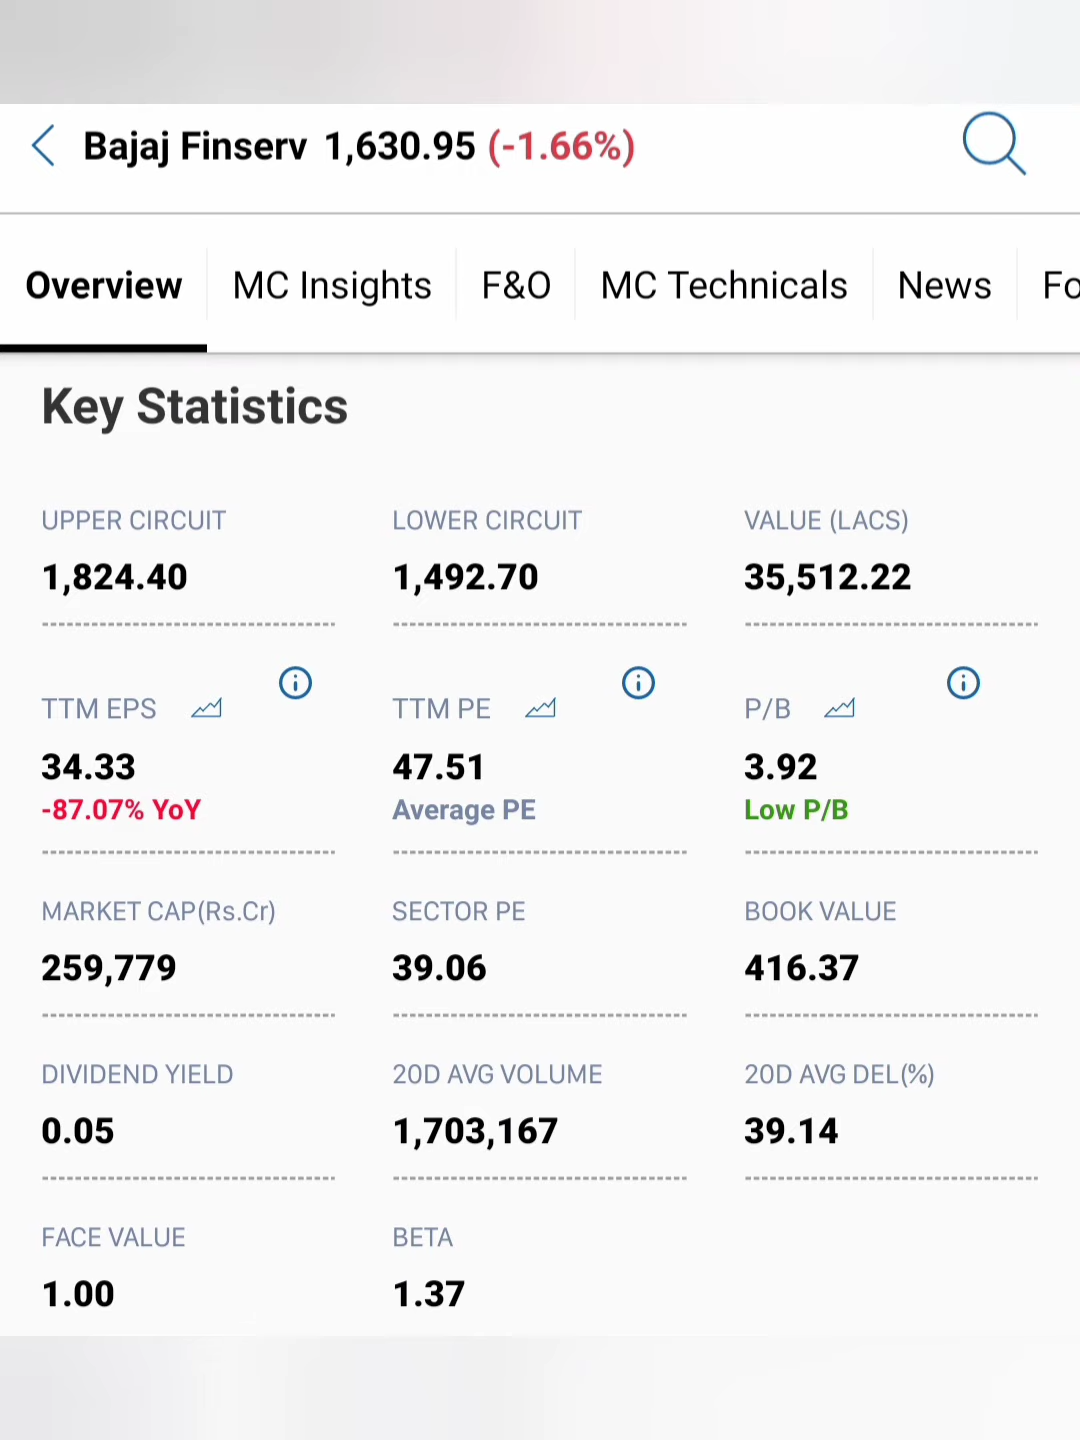 Bajaj Finserv 1,630.95 (-1.66%)
Overview MC Insights F&O MC Technicals News Fo
Key Statistics
UPPER CIRCUIT LOWER CIRCUIT VALUE (LACS)
1,824.40 1,492.70 35,512.22
TTM EPS TTM PE P/B
34.33 47.51 3.92
-87.07% YoY Average PE Low P/B
MARKET CAP(Rs.Cr) SECTOR PE BOOK VALUE
259,779 39.06 416.37
DIVIDEND YIELD 20D AVG VOLUME 20D AVG DEL(%)
0.05 1,703,167 39.14
FACE VALUE BETA
1.00 1.37